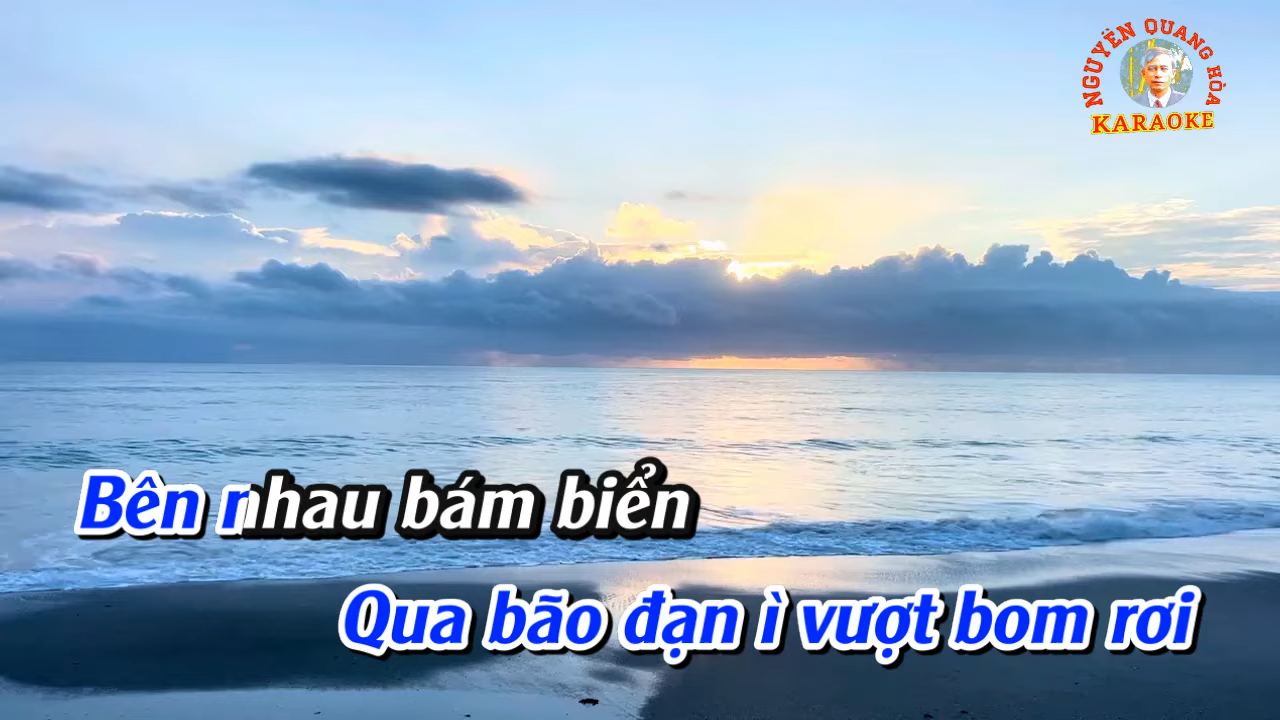 NGUYỄN QUANG HÒA
KARAOKE
Bên nhau bám biển
Qua bão đạn ì vượt bom rơi